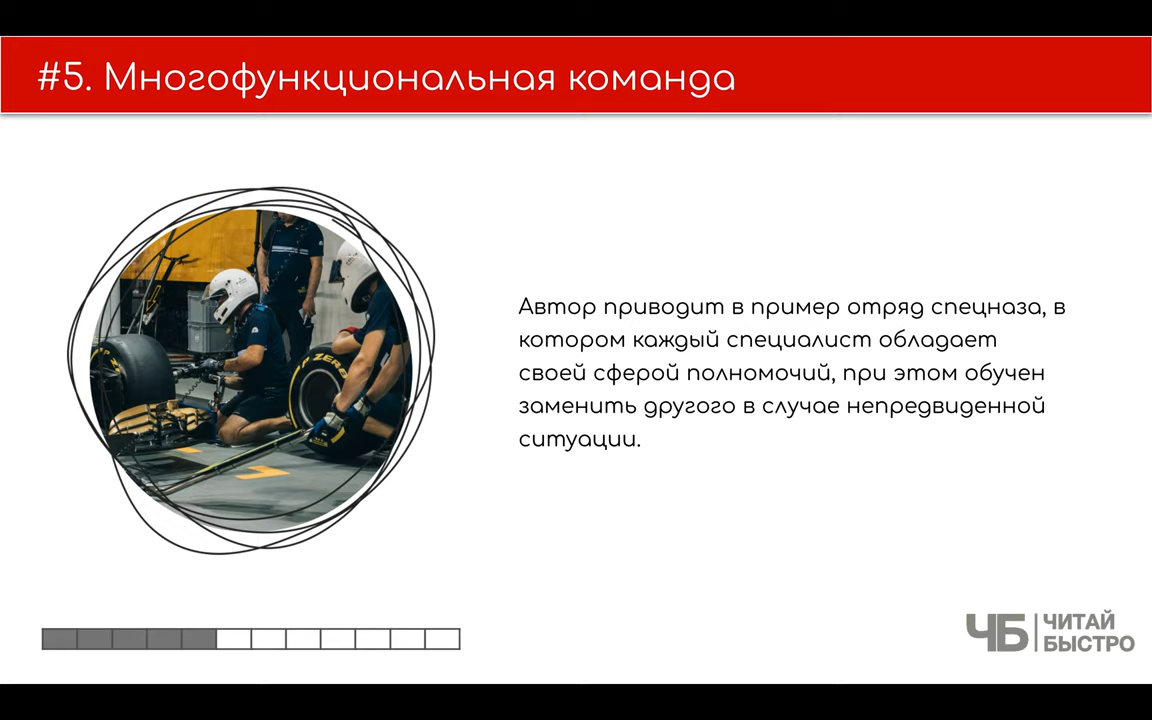 #5. Многофункциональная команда
Автор приводит в пример отряд спецназа, в
котором каждый специалист обладает
своей сферой полномочий, при этом обучен
заменить другого в случае непредвиденной
ситуации.
P ZERO
ЧБ
ЧИТАЙ
БЫСТРО